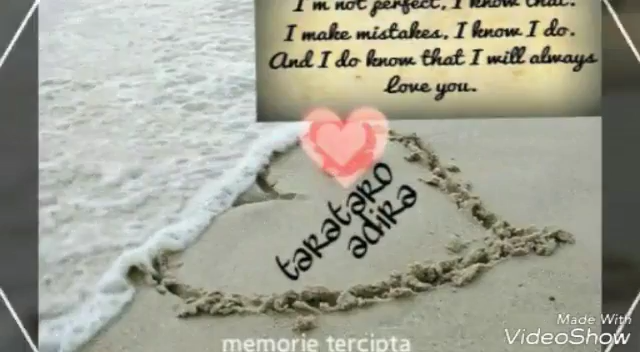 I'm not perfect, I know that.
I make mistakes, I know I do.
And I do know that I will always
love you.
tarataro
adira
memorie tercipta
Made With
VideoShow